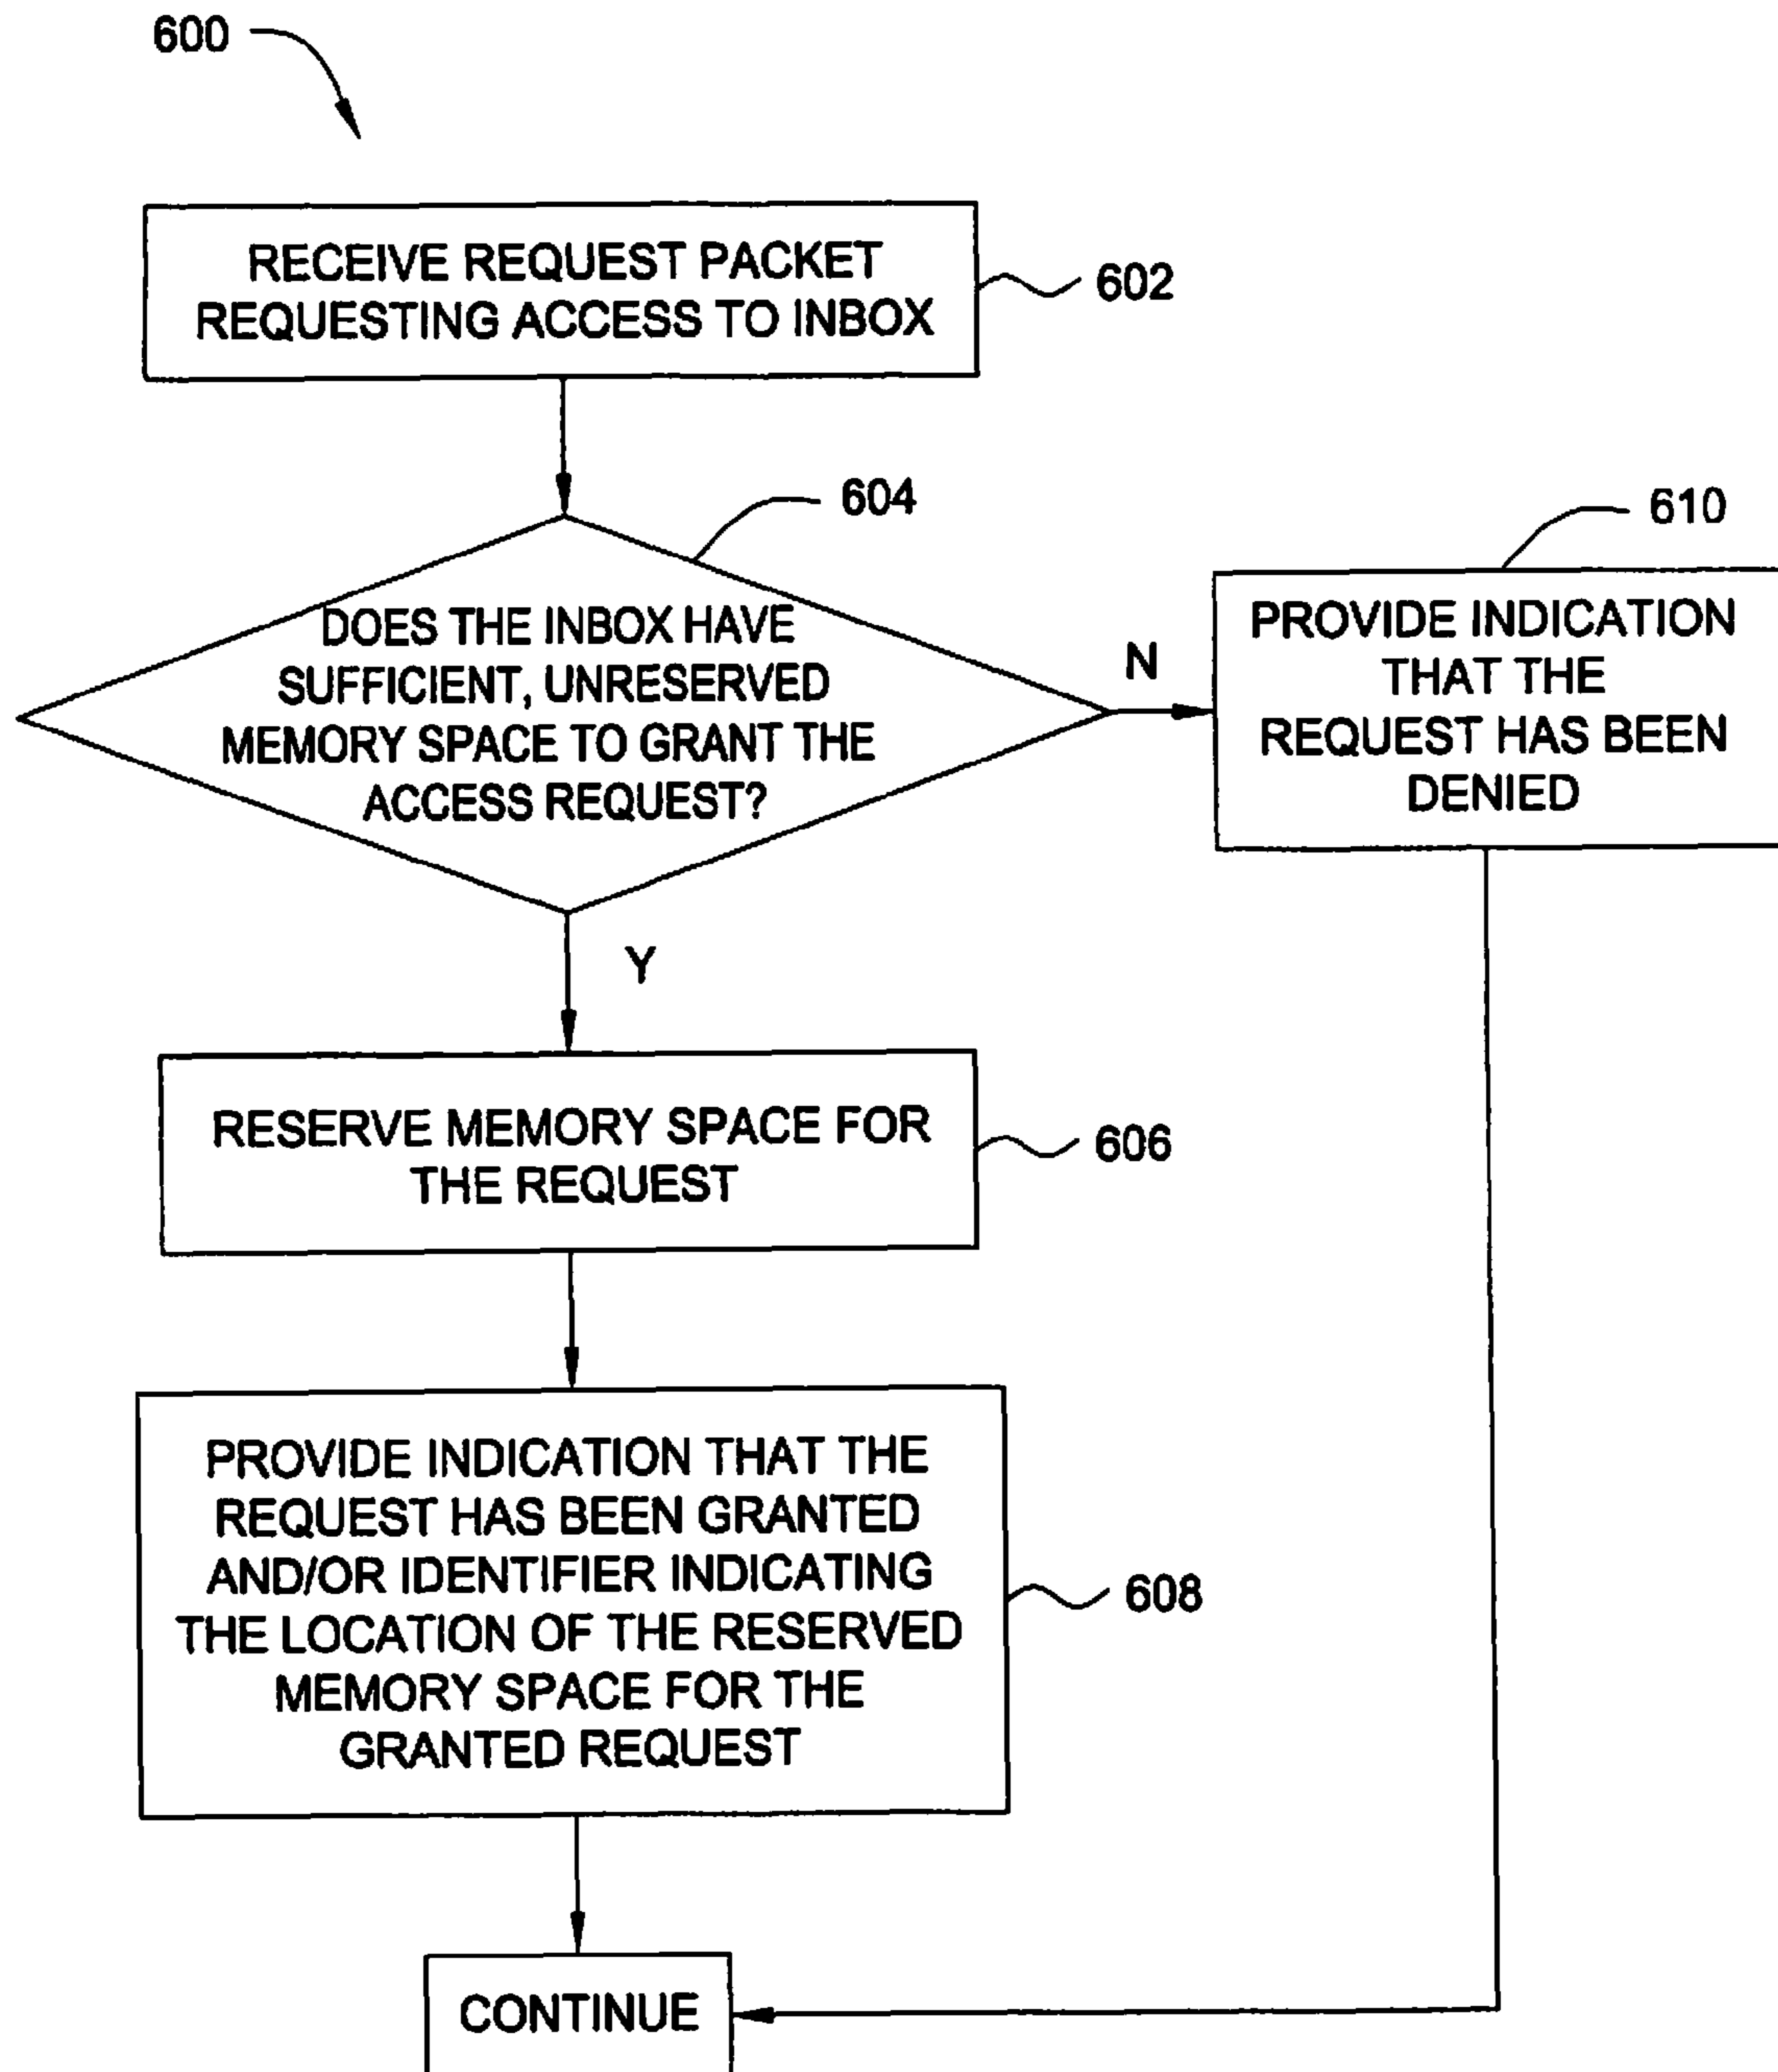 600
RECEIVE REQUEST PACKET
REQUESTING ACCESS TO INBOX
602
604
DOES THE INBOX HAVE
SUFFICIENT, UNRESERVED
MEMORY SPACE TO GRANT THE
ACCESS REQUEST?
N
610
PROVIDE INDICATION
THAT THE
REQUEST HAS BEEN
DENIED
Y
RESERVE MEMORY SPACE FOR
THE REQUEST
606
PROVIDE INDICATION THAT THE
REQUEST HAS BEEN GRANTED
AND/OR IDENTIFIER INDICATING
THE LOCATION OF THE RESERVED
MEMORY SPACE FOR THE
GRANTED REQUEST
608
CONTINUE